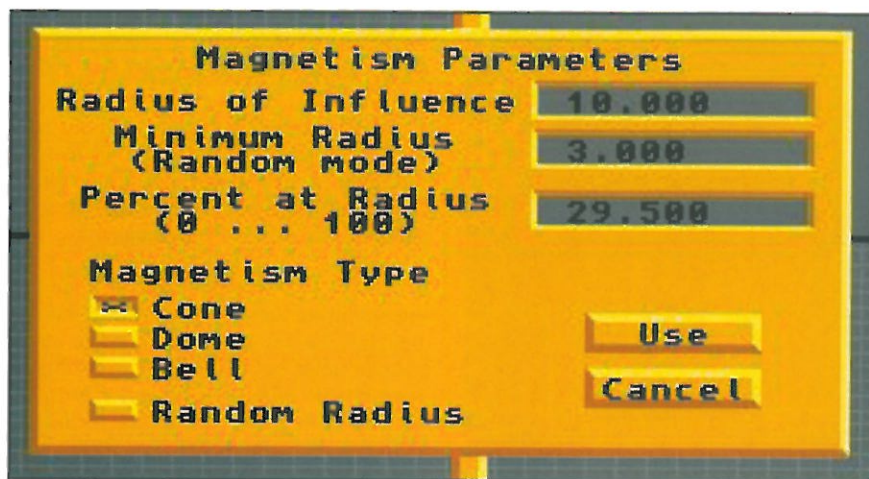 Magnetism Parameters
Radius of Influence 10.000
Minimum Radius
(Random mode) 3.000
Percent at Radius
(0 ... 100) 29.500
Magnetism Type
Cone
Dome
Bell
Random Radius
Use
Cancel